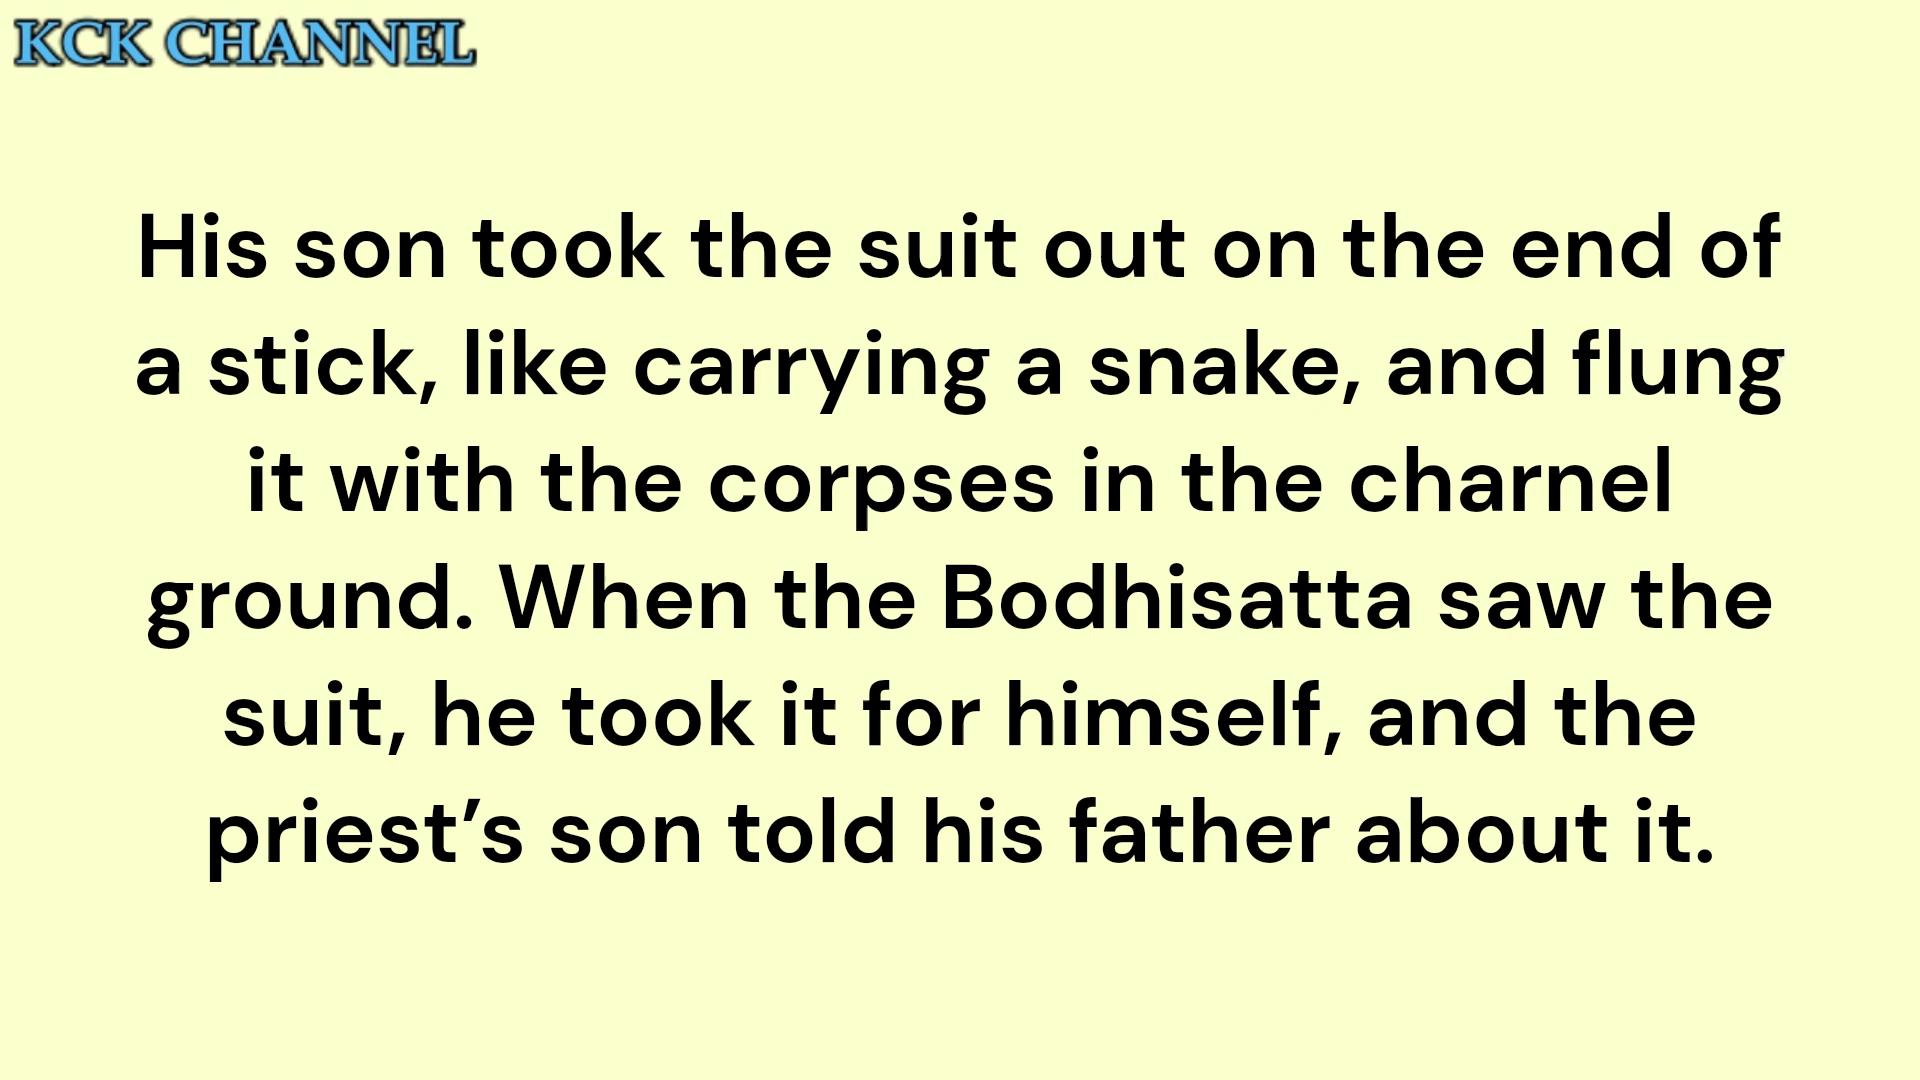 KCK CHANNEL
His son took the suit out on the end of
a stick, like carrying a snake, and flung
it with the corpses in the charnel
ground. When the Bodhisatta saw the
suit, he took it for himself, and the
priest’s son told his father about it.